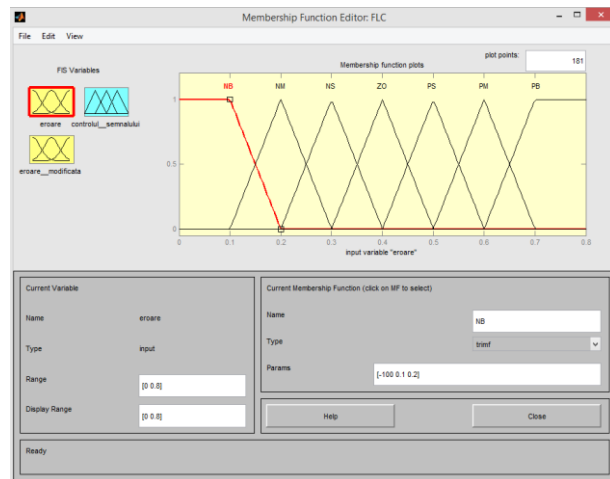 Membership Function Editor: FLC
File Edit View
FIS Variables
eroare
controlul__semnalului
eroare__modificata
Membership function plots
plot points:
181
NB NM NS ZO PS PM PB
1
0.5
0
0 0.1 0.2 0.3 0.4 0.5 0.6 0.7 0.8
input variable "eroare"
Current Variable
Name eroare
Type input
Range [0 0.8]
Display Range [0 0.8]
Current Membership Function (click on MF to select)
Name NB
Type trimf
Params [-100 0.1 0.2]
Help Close
Ready